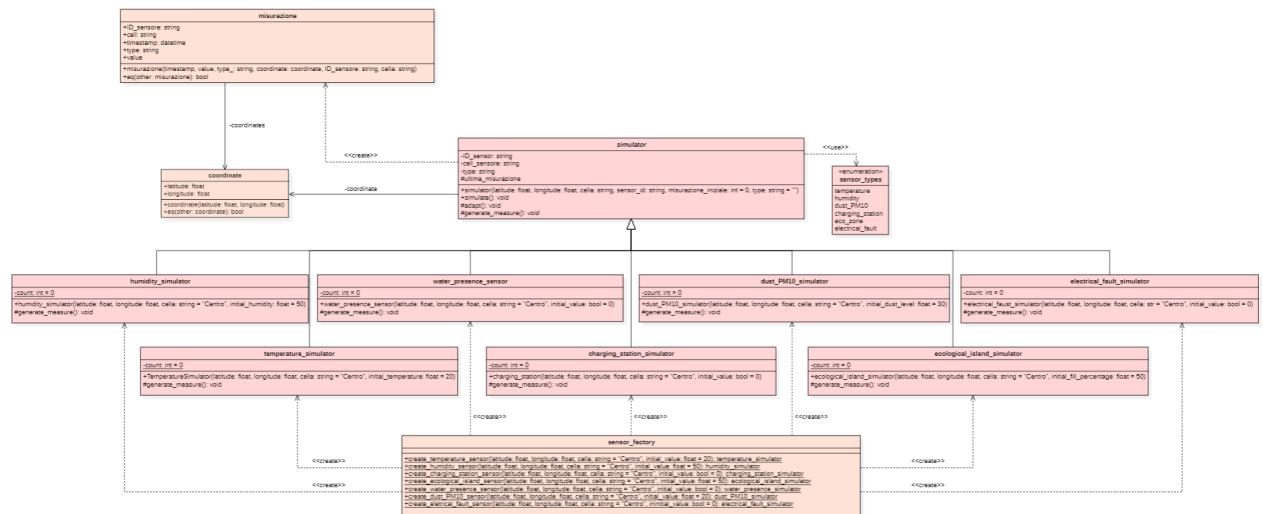 misurazione
+ID_sensore: string
+cell: string
+timestamp: datetime
+type: string
+value
+misurazione(timestamp, value, type_: string, coordinate: coordinate, ID_sensore: string, cella: string)
+eq(other: misurazione): bool
-coordinates
<<create>>
coordinate
+latitude: float
+longitude: float
+coordinate(latitude: float, longitude: float)
+eq(other: coordinate): bool
-coordinate
simulator
-ID_sensor: string
-cell_sensore: string
-type: string
#ultima_misurazione
+simulator(latitude: float, longitude: float, cella: string, sensor_id: string, misurazione_iniziale: int = 0, type: string = "")
+simulate(): void
#adapt(): void
#generate_measure(): void
<<use>>
«enumeration»
sensor_types
temperature
humidity
dust_PM10
charging_station
eco_zone
electrical_fault
humidity_simulator
-count: int = 0
+humidity_simulator(latitude: float, longitude: float, cella: string = "Centro", initial_humidity: float = 50)
#generate_measure(): void
water_presence_sensor
-count: int = 0
+water_presence_sensor(latitude: float, longitude: float, cella: string = "Centro", initial_value: bool = 0)
#generate_measure(): void
dust_PM10_simulator
-count: int = 0
+dust_PM10_simulator(latitude: float, longitude: float, cella: string = "Centro", initial_dust_level: float = 30)
#generate_measure(): void
electrical_fault_simulator
-count: int = 0
+electrical_faust_simulator(latitude: float, longitude: float, cella: str = "Centro", initial_value: bool = 0)
#generate_measure(): void
temperature_simulator
-count: int = 0
+TemperatureSimulator(latitude: float, longitude: float, cella: string = "Centro", initial_temperature: float = 20)
#generate_measure(): void
charging_station_simulator
-count: int = 0
+charging_station(latitude: float, longitude: float, cella: string = "Centro", initial_value: bool = 0)
#generate_measure(): void
ecological_island_simulator
-count: int = 0
+ecological_island_simulator(latitude: float, longitude: float, cella: string = "Centro", initial_fill_percentage: float = 50)
#generate_measure(): void
<<create>>
<<create>>
<<create>>
<<create>>
<<create>>
<<create>>
<<create>>
sensor_factory
+create_temperature_sensor(latitude: float, longitude: float, cella: string = "Centro", initial_value: float = 20): temperature_simulator
+create_humidity_sensor(latitude: float, longitude: float, cella: string = "Centro", initial_value: float = 50): humidity_simulator
+create_charging_station_sensor(latitude: float, longitude: float, cella: string = "Centro", initial_value: bool = 0): charging_station_simulator
+create_ecological_island_sensor(latitude: float, longitude: float, cella: string = "Centro", initial_value: float = 50): ecological_island_simulator
+create_water_presence_sensor(latitude: float, longitude: float, cella: string = "Centro", initial_value: bool = 0): water_presence_simulator
+create_dust_PM10_sensor(latitude: float, longitude: float, cella: string = "Centro", initial_value: float = 20): dust_PM10_simulator
+create_eletrical_fault_sensor(latitude: float, longitude: float, cella: string = "Centro", ininitial_value: bool = 0): electrical_fault_simulator